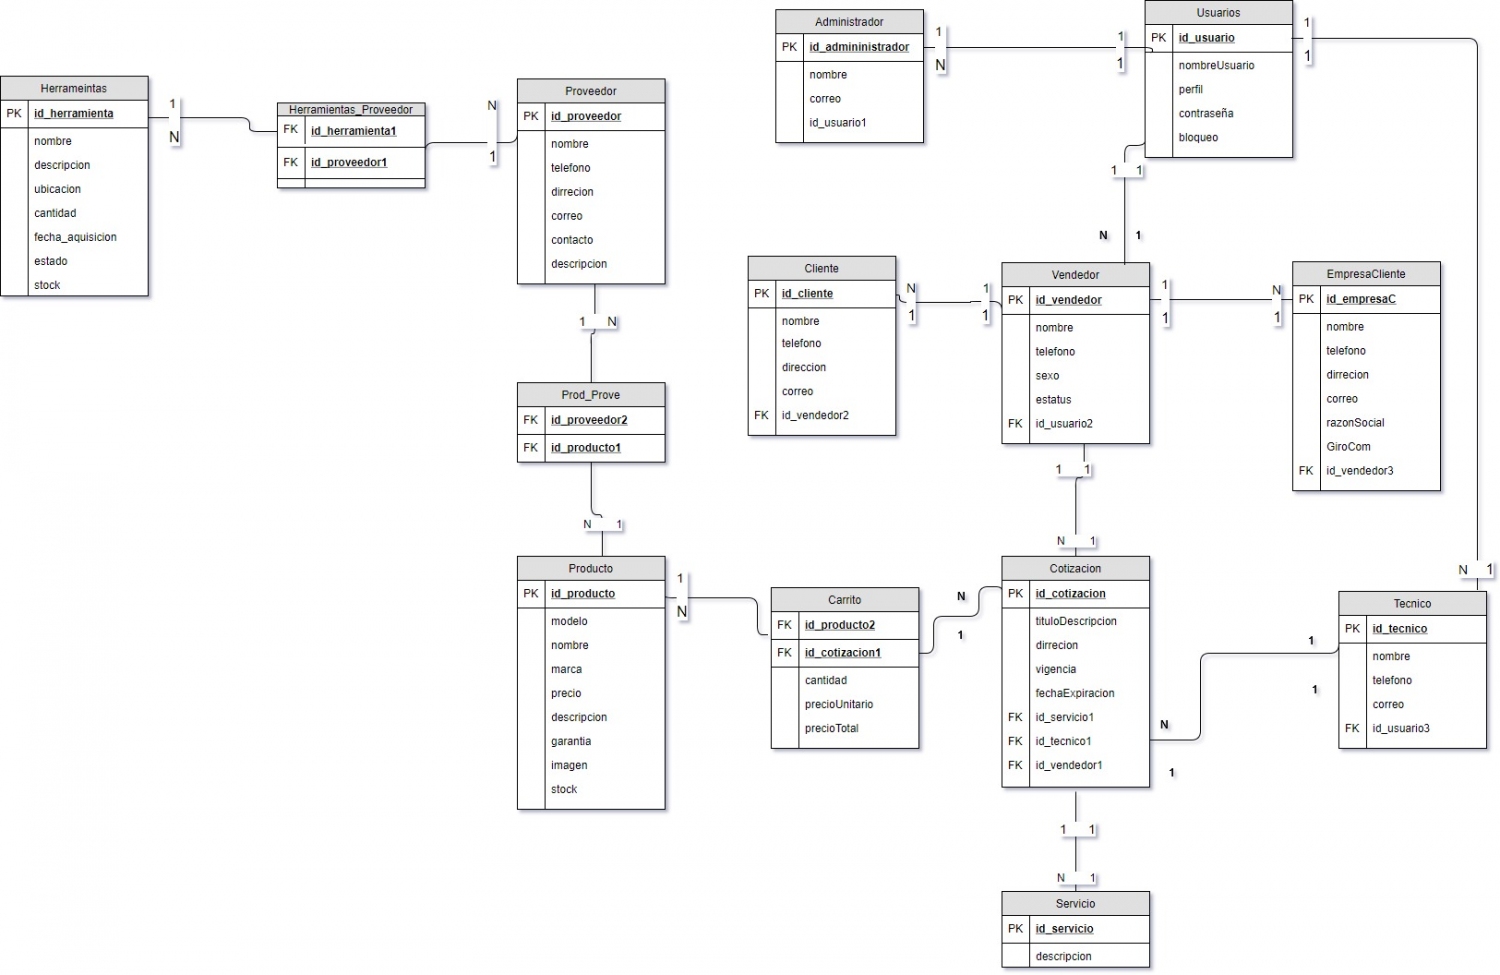 Herrameintas
PK id_herramienta
nombre
descripcion
ubicacion
cantidad
fecha_aquisicion
estado
stock
1
N
Herramientas_Proveedor
FK id_herramienta1
FK id_proveedor1
N
1
Proveedor
PK id_proveedor
nombre
telefono
dirrecion
correo
contacto
descripcion
1 N
Prod_Prove
FK id_proveedor2
FK id_producto1
N 1
Producto
PK id_producto
modelo
nombre
marca
precio
descripcion
garantia
imagen
stock
1
N
Carrito
FK id_producto2
FK id_cotizacion1
cantidad
precioUnitario
precioTotal
N
1
Administrador
PK id_admininistrador
nombre
correo
id_usuario1
1
N
1
1
Usuarios
PK id_usuario
nombreUsuario
perfil
contraseña
bloqueo
1
1
1 1
N 1
Cliente
PK id_cliente
nombre
telefono
direccion
correo
FK id_vendedor2
N
1
1
1
Vendedor
PK id_vendedor
nombre
telefono
sexo
estatus
FK id_usuario2
1
1
N
1
EmpresaCliente
PK id_empresaC
nombre
telefono
dirrecion
correo
razonSocial
GiroCom
FK id_vendedor3
1 1
N 1
Cotizacion
PK id_cotizacion
tituloDescripcion
dirrecion
vigencia
fechaExpiracion
FK id_servicio1
FK id_tecnico1
FK id_vendedor1
N
1
1
1
N 1
Tecnico
PK id_tecnico
nombre
telefono
correo
FK id_usuario3
1 1
N 1
Servicio
PK id_servicio
descripcion